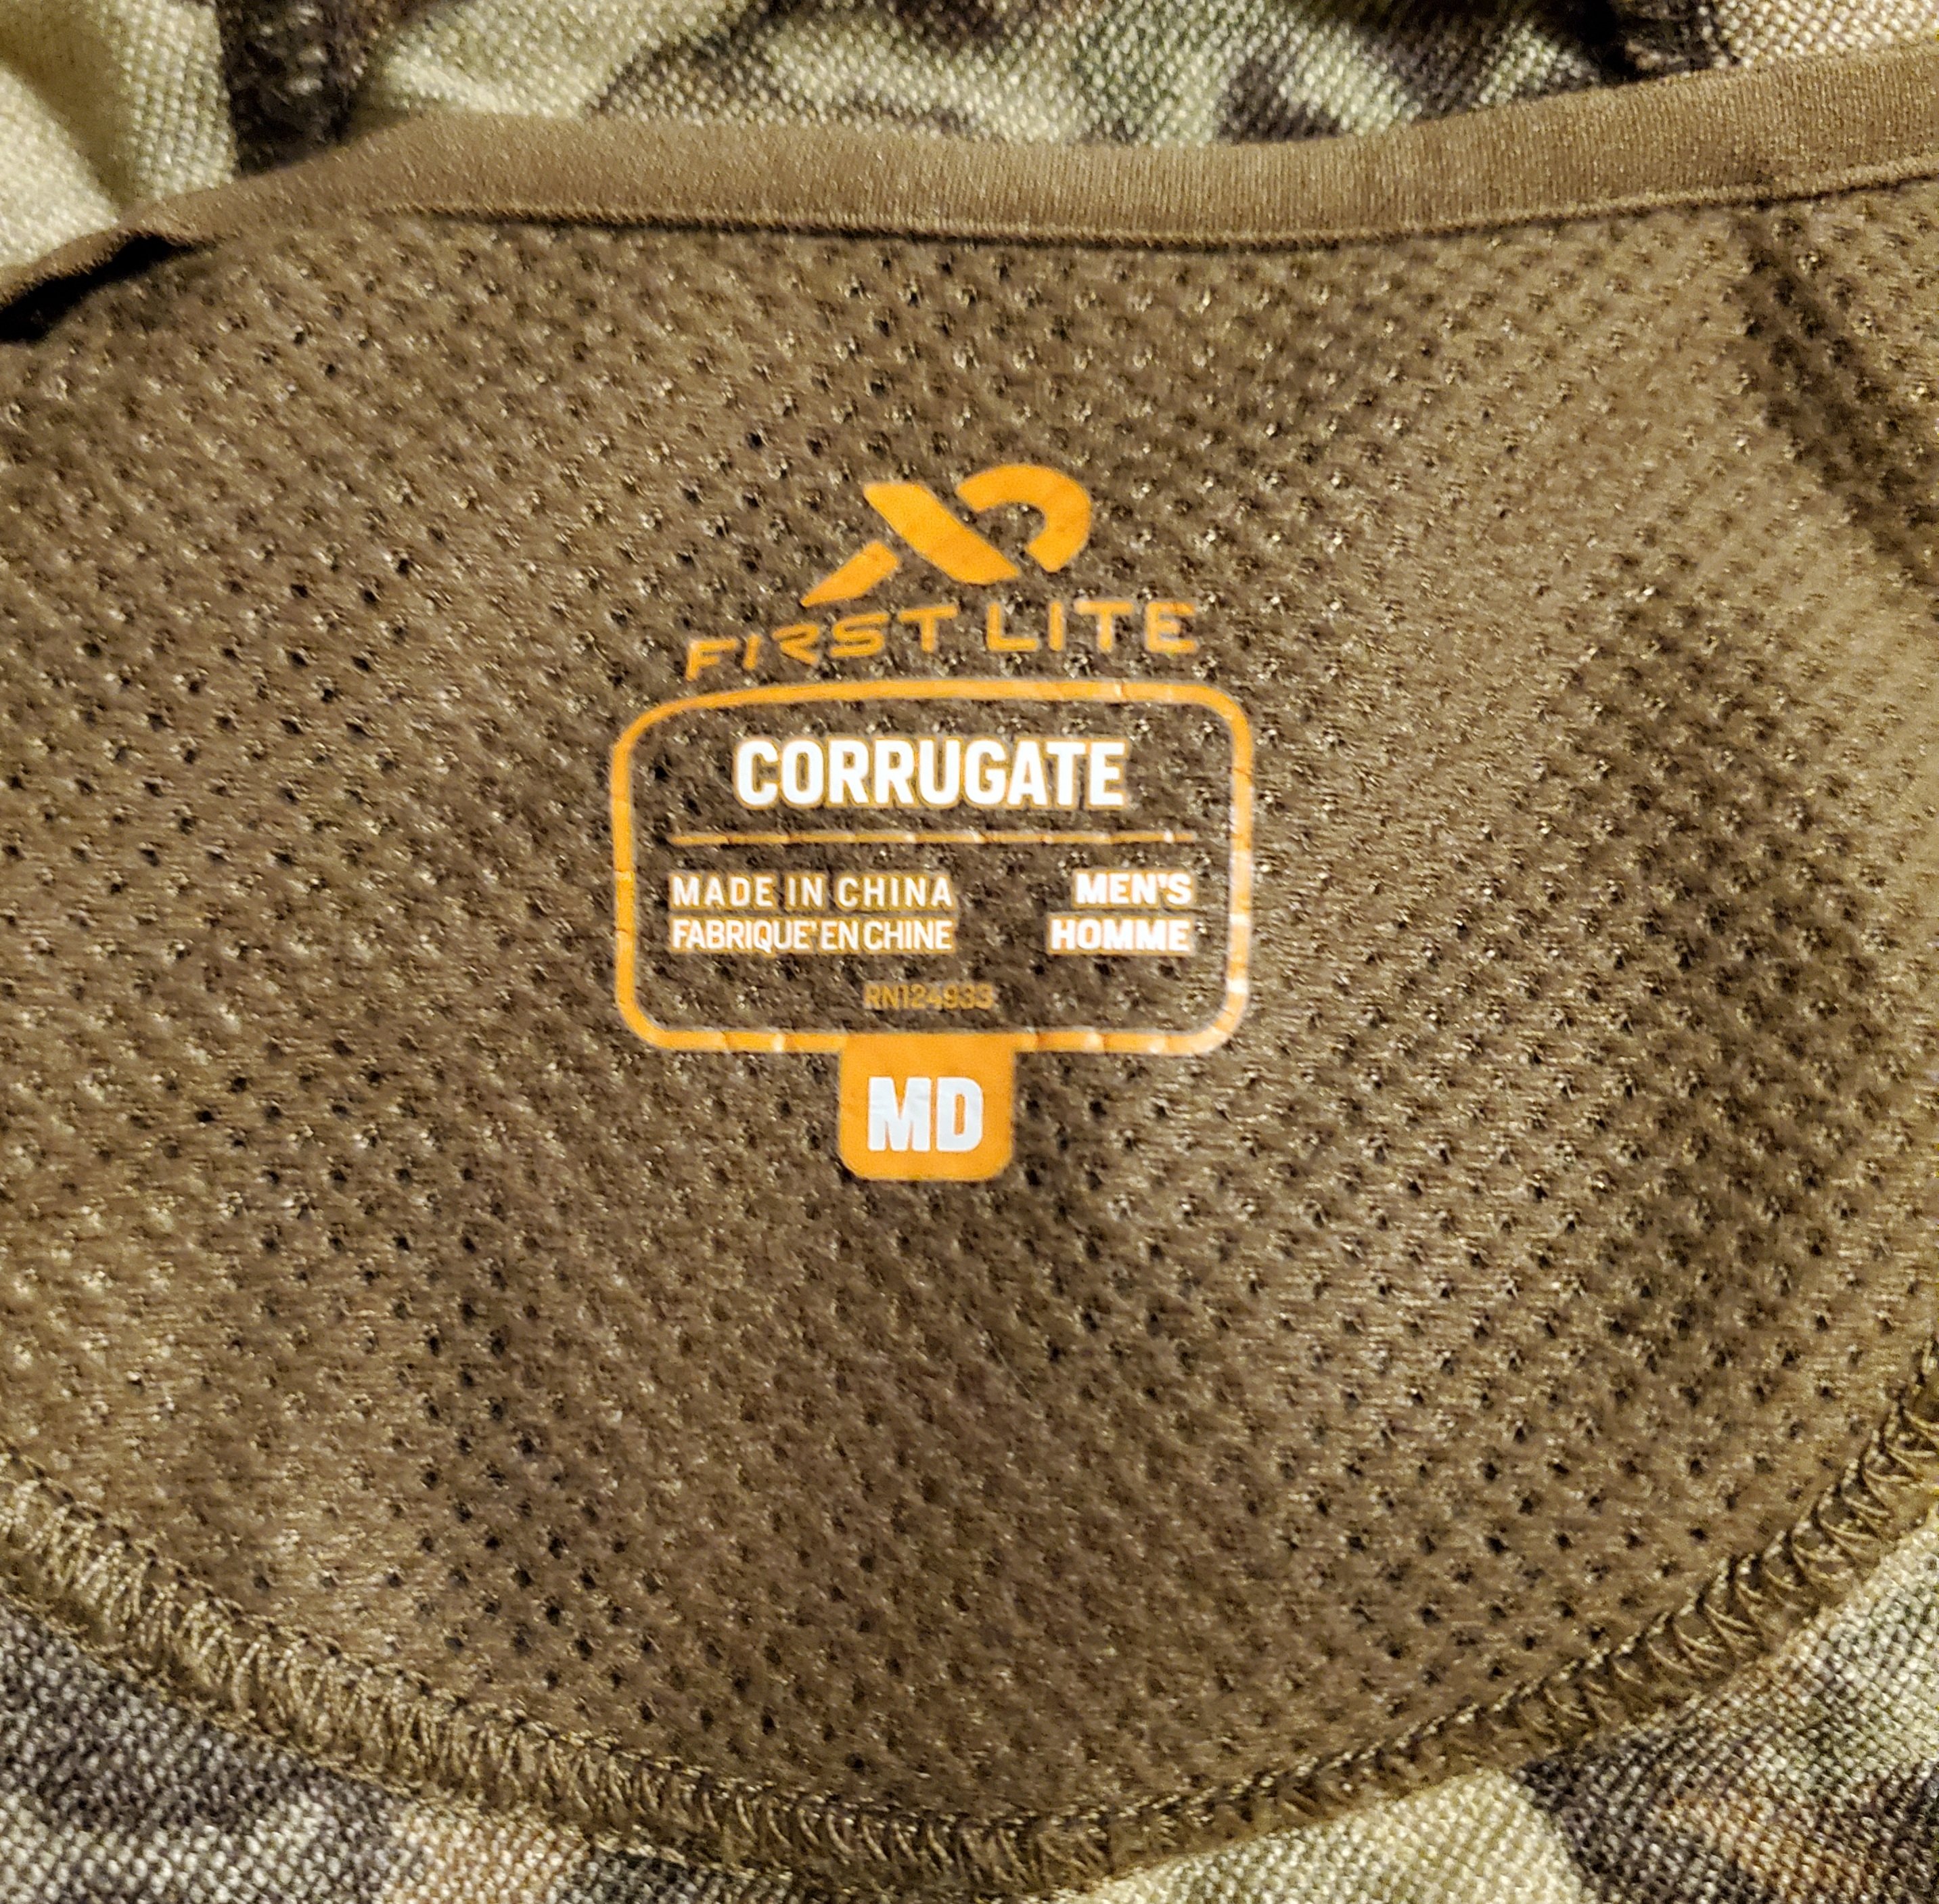 FIRST LITE
CORRUGATE
MADE IN CHINA MEN'S
FABRIQUE' EN CHINE HOMME
RN124933
MD